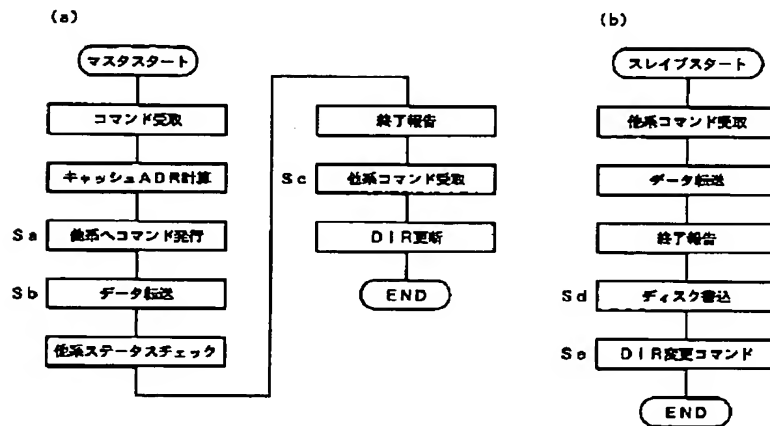 (a)
マスタスタート
コマンド受取
キャッシュADR計算
Sa 他系へコマンド発行
Sb データ転送
他系ステータスチェック
終了報告
Sc 他系コマンド受取
DIR更新
END
(b)
スレイブスタート
他系コマンド受取
データ転送
終了報告
Sd ディスク書込
Se DIR変更コマンド
END